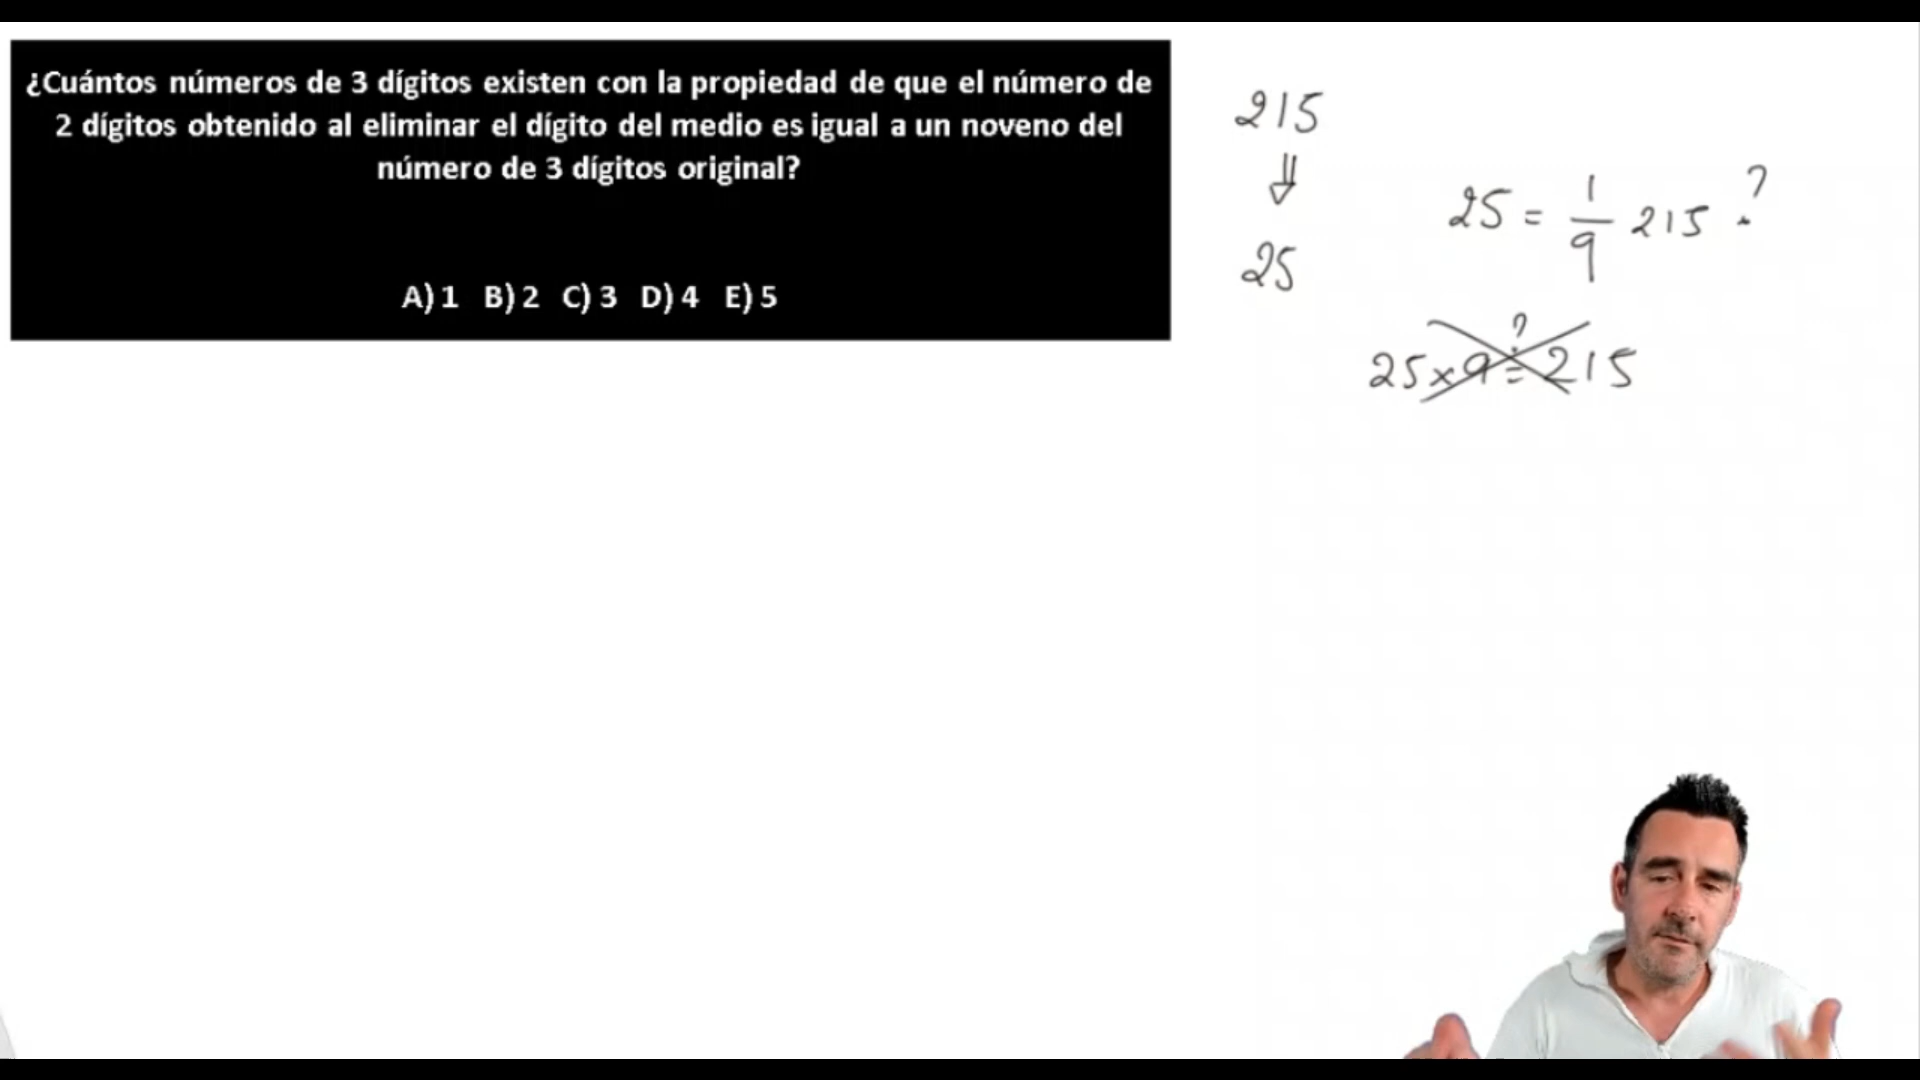 ¿Cuántos números de 3 dígitos existen con la propiedad de que el número de
2 dígitos obtenido al eliminar el dígito del medio es igual a un noveno del
número de 3 dígitos original?
A) 1 B) 2 C) 3 D) 4 E) 5
215
⇓
25
25 = 1/9 215 ?
?
25 x 9 = 215